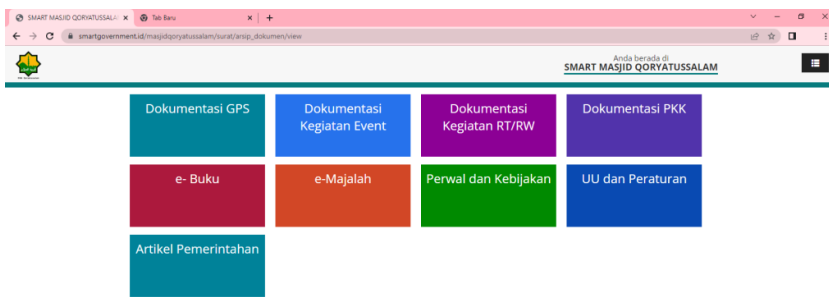 SMART MASJID QORYATUSSALA
Tab Baru
smartgovernment.id/masjidqoryatussalam/surat/arsip_dokumen/view
Anda berada di
SMART MASJID QORYATUSSALAM
Dokumentasi GPS
Dokumentasi
Kegiatan Event
Dokumentasi
Kegiatan RT/RW
Dokumentasi PKK
e- Buku
e-Majalah
Perwal dan Kebijakan
UU dan Peraturan
Artikel Pemerintahan